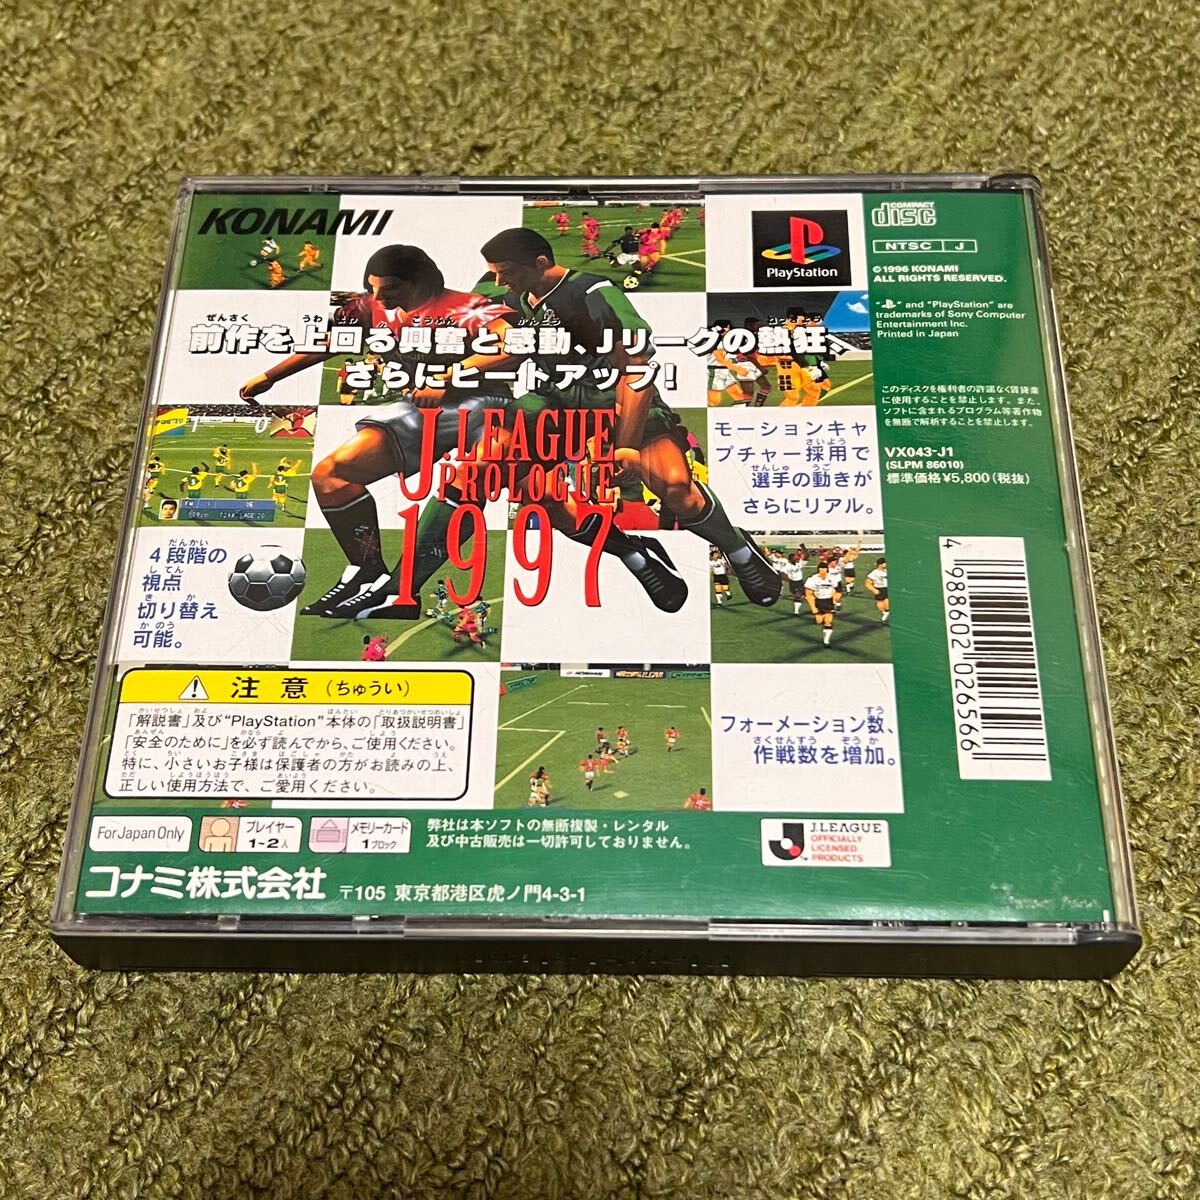 KONAMI
PlayStation
COMPACT
disc
NTSC J
©1996 KONAMI
ALL RIGHTS RESERVED.
"PS" and "PlayStation" are
trademarks of Sony Computer
Entertainment Inc.
Printed in Japan
前作を上回る興奮と感動、Jリーグの熱狂、
さらにヒートアップ!
J.LEAGUE
PROLOGUE
1997
このディスクを権利者の許諾なく賃貸業
に使用することを禁止します。また、
ソフトに含まれるプログラム等著作物
を無断で解析することを禁止します。
VX043-J1
(SLPM 86010)
標準価格¥5,800(税抜)
モーションキャ
プチャー採用で
選手の動きが
さらにリアル。
4段階の
視点
切り替え
可能。
フォーメーション数、
作戦数を増加。
4 988602 026566
注意(ちゅうい)
「解説書」及び"PlayStation"本体の「取扱説明書」
「安全のために」を必ず読んでから、ご使用ください。
特に、小さいお子様は保護者の方がお読みの上、
正しい使用方法で、ご愛用ください。
For Japan Only
プレイヤー
1~2人
メモリーカード
1ブロック
弊社は本ソフトの無断複製・レンタル
及び中古販売は一切許可しておりません。
J.LEAGUE
OFFICIALLY
LICENSED
PRODUCTS
コナミ株式会社 〒105 東京都港区虎ノ門4-3-1